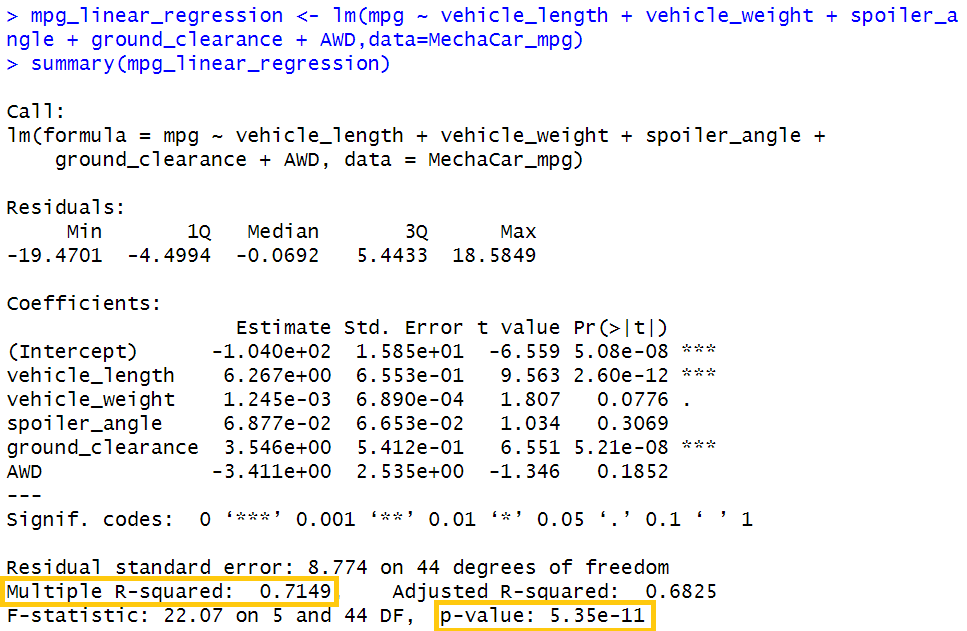 > mpg_linear_regression <- lm(mpg ~ vehicle_length + vehicle_weight + spoiler_a
ngle + ground_clearance + AWD,data=MechaCar_mpg)
> summary(mpg_linear_regression)
Call:
lm(formula = mpg ~ vehicle_length + vehicle_weight + spoiler_angle +
    ground_clearance + AWD, data = MechaCar_mpg)
Residuals:
     Min       1Q   Median       3Q      Max
-19.4701  -4.4994  -0.0692   5.4433  18.5849
Coefficients:
                   Estimate Std. Error t value Pr(>|t|)
(Intercept)      -1.040e+02  1.585e+01  -6.559 5.08e-08 ***
vehicle_length    6.267e+00  6.553e-01   9.563 2.60e-12 ***
vehicle_weight    1.245e-03  6.890e-04   1.807   0.0776 .
spoiler_angle     6.877e-02  6.653e-02   1.034   0.3069
ground_clearance  3.546e+00  5.412e-01   6.551 5.21e-08 ***
AWD              -3.411e+00  2.535e+00  -1.346   0.1852
---
Signif. codes:  0 ‘***’ 0.001 ‘**’ 0.01 ‘*’ 0.05 ‘.’ 0.1 ‘ ’ 1
Residual standard error: 8.774 on 44 degrees of freedom
Multiple R-squared:  0.7149     Adjusted R-squared:  0.6825
F-statistic: 22.07 on 5 and 44 DF,  p-value: 5.35e-11